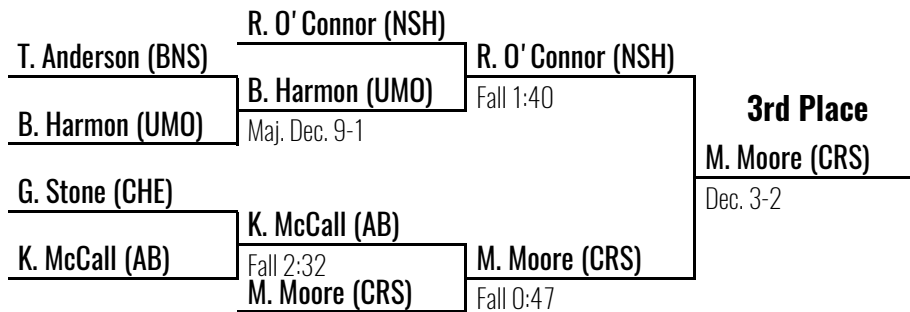 R. O'Connor (NSH)
T. Anderson (BNS)
R. O'Connor (NSH)
B. Harmon (UMO)
Fall 1:40
3rd Place
B. Harmon (UMO)
Maj. Dec. 9-1
M. Moore (CRS)
G. Stone (CHE)
Dec. 3-2
K. McCall (AB)
K. McCall (AB)
Fall 2:32
M. Moore (CRS)
M. Moore (CRS)
Fall 0:47